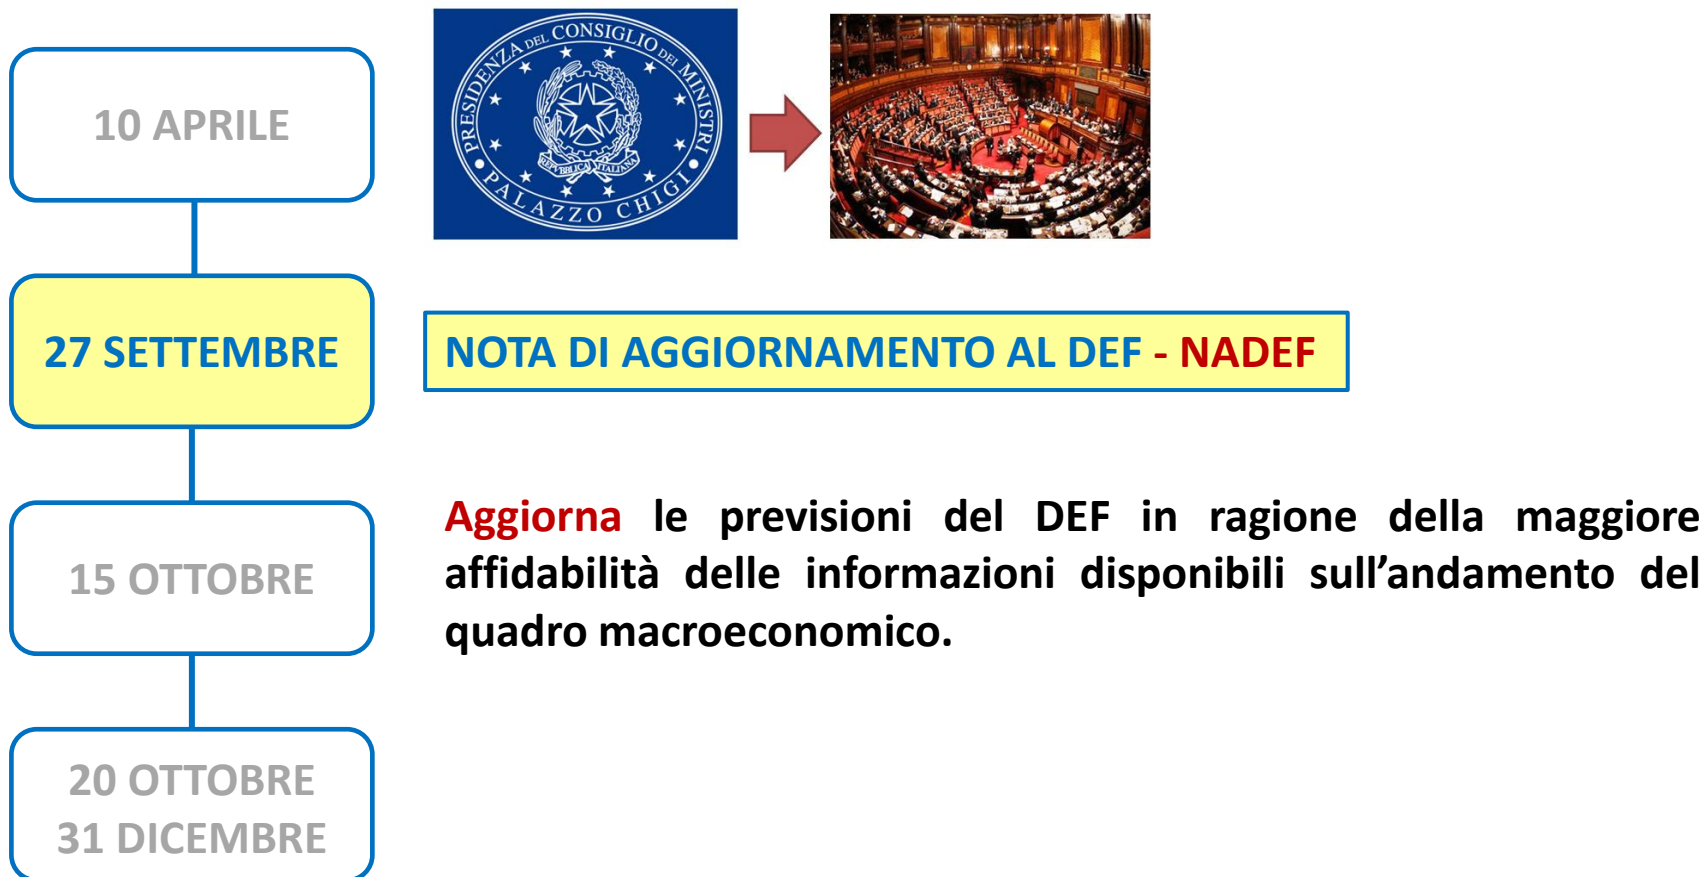 10 APRILE
PRESIDENZA DEL CONSIGLIO DEI MINISTRI
REPVBBLICA ITALIANA
• PALAZZO CHIGI •
27 SETTEMBRE
NOTA DI AGGIORNAMENTO AL DEF - NADEF
15 OTTOBRE
Aggiorna le previsioni del DEF in ragione della maggiore
affidabilità delle informazioni disponibili sull’andamento del
quadro macroeconomico.
20 OTTOBRE
31 DICEMBRE